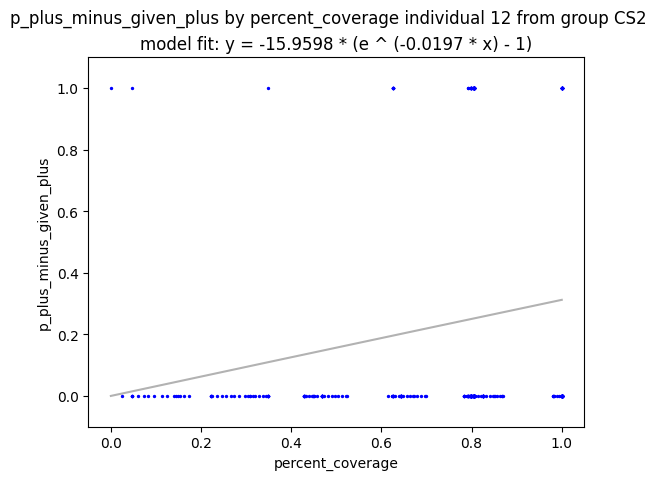 p_plus_minus_given_plus by percent_coverage individual 12 from group CS2
model fit: y = -15.9598 * (e ^ (-0.0197 * x) - 1)
1.0
0.8
0.6
0.4
0.2
0.0
p_plus_minus_given_plus
0.0 0.2 0.4 0.6 0.8 1.0
percent_coverage